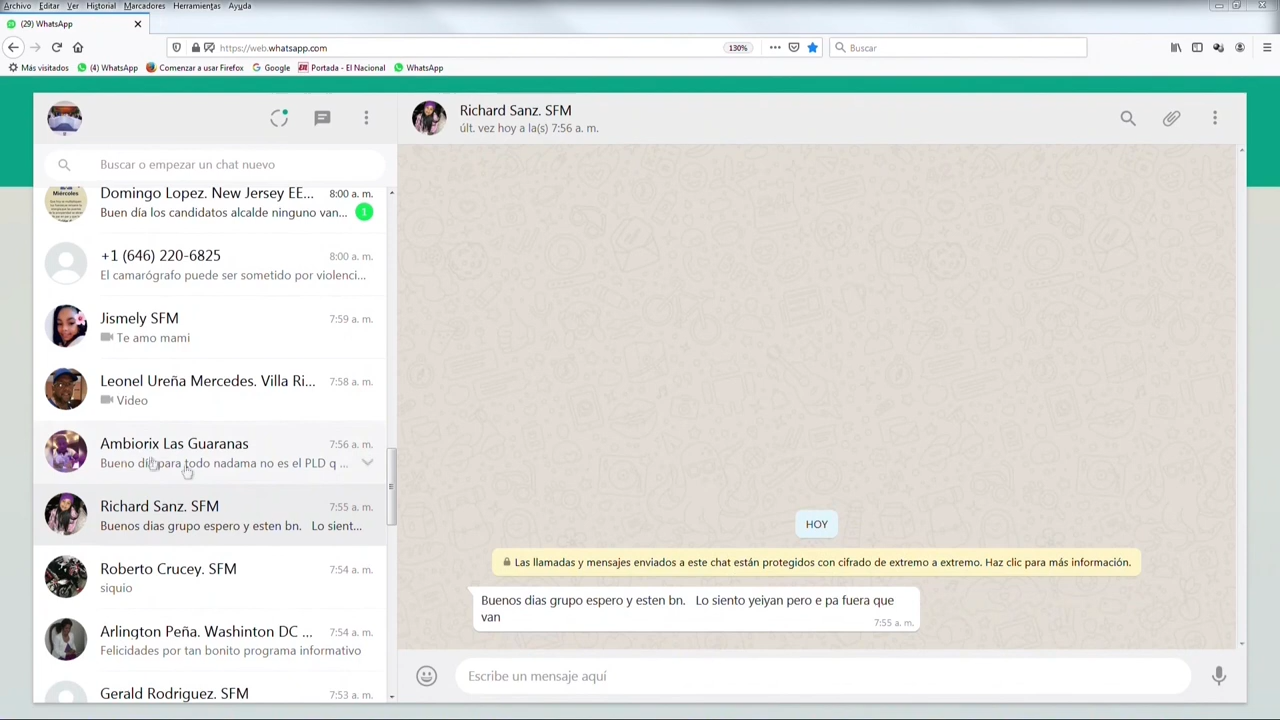 Archivo Editar Ver Historial Marcadores Herramientas Ayuda
(29) WhatsApp
https://web.whatsapp.com
130%
Buscar
Más visitados
(4) WhatsApp
Comenzar a usar Firefox
Google
Portada - El Nacional
WhatsApp
Buscar o empezar un chat nuevo
Miércoles
Domingo Lopez. New Jersey EE... 8:00 a. m.
Buen día los candidatos alcalde ninguno van... 1
+1 (646) 220-6825 8:00 a. m.
El camarógrafo puede ser sometido por violenci...
Jismely SFM 7:59 a. m.
Te amo mami
Leonel Ureña Mercedes. Villa Ri... 7:58 a. m.
Video
Ambiorix Las Guaranas 7:56 a. m.
Bueno día para todo nadama no es el PLD q ...
Richard Sanz. SFM 7:55 a. m.
Buenos dias grupo espero y esten bn. Lo sient...
Roberto Crucey. SFM 7:54 a. m.
siquio
Arlington Peña. Washinton DC ... 7:54 a. m.
Felicidades por tan bonito programa informativo
Gerald Rodriguez. SFM 7:53 a. m.
Richard Sanz. SFM
últ. vez hoy a la(s) 7:56 a. m.
HOY
Las llamadas y mensajes enviados a este chat están protegidos con cifrado de extremo a extremo. Haz clic para más información.
Buenos dias grupo espero y esten bn. Lo siento yeiyan pero e pa fuera que
van
7:55 a. m.
Escribe un mensaje aquí